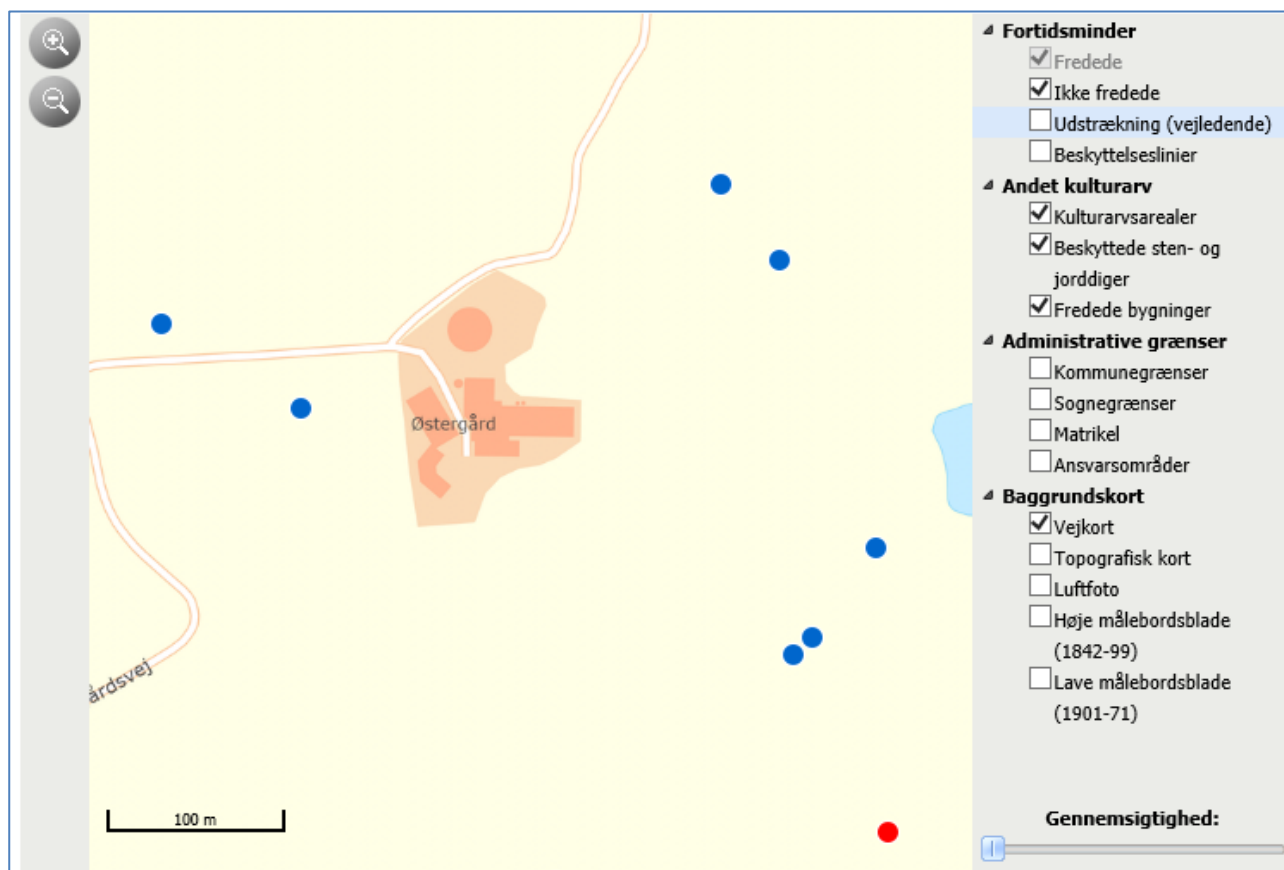 Østergård
årdsvej
100 m
Fortidsminder
Fredede
Ikke fredede
Udstrækning (vejledende)
Beskyttelseslinier
Andet kulturarv
Kulturarvsarealer
Beskyttede sten- og
jorddiger
Fredede bygninger
Administrative grænser
Kommunegrænser
Sognegrænser
Matrikel
Ansvarsområder
Baggrundskort
Vejkort
Topografisk kort
Luftfoto
Høje målebordsblade
(1842-99)
Lave målebordsblade
(1901-71)
Gennemsigtighed: